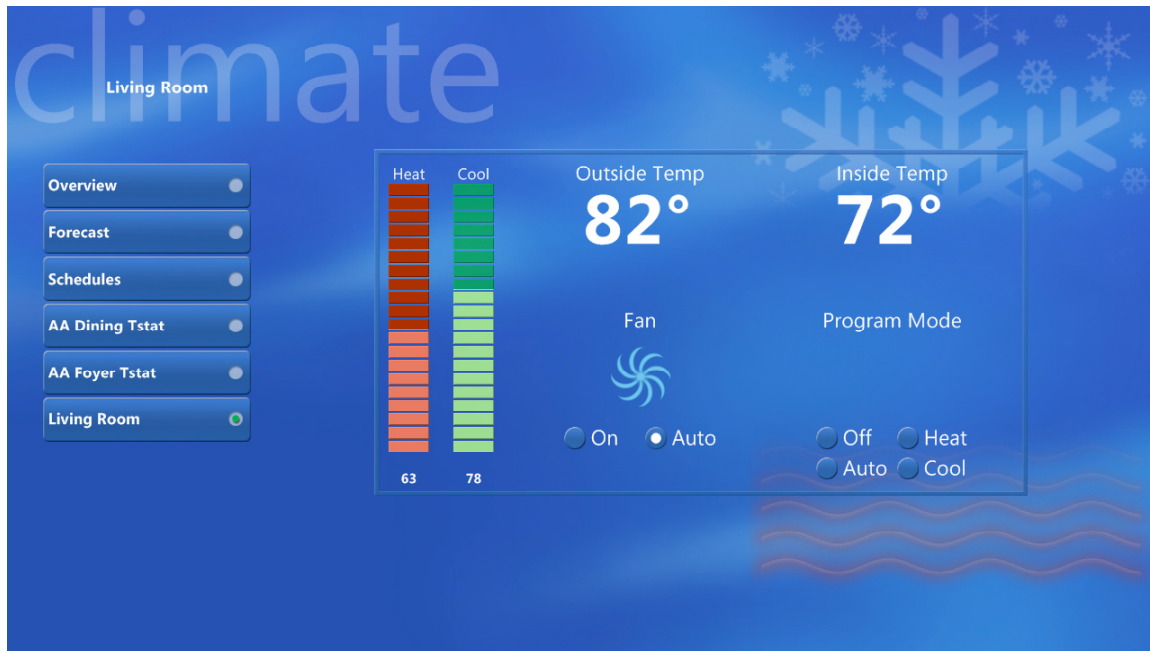 climate
Living Room
Overview
Forecast
Schedules
AA Dining Tstat
AA Foyer Tstat
Living Room
Heat Cool
63 78
Outside Temp
82°
Inside Temp
72°
Fan
On Auto
Program Mode
Off Heat
Auto Cool